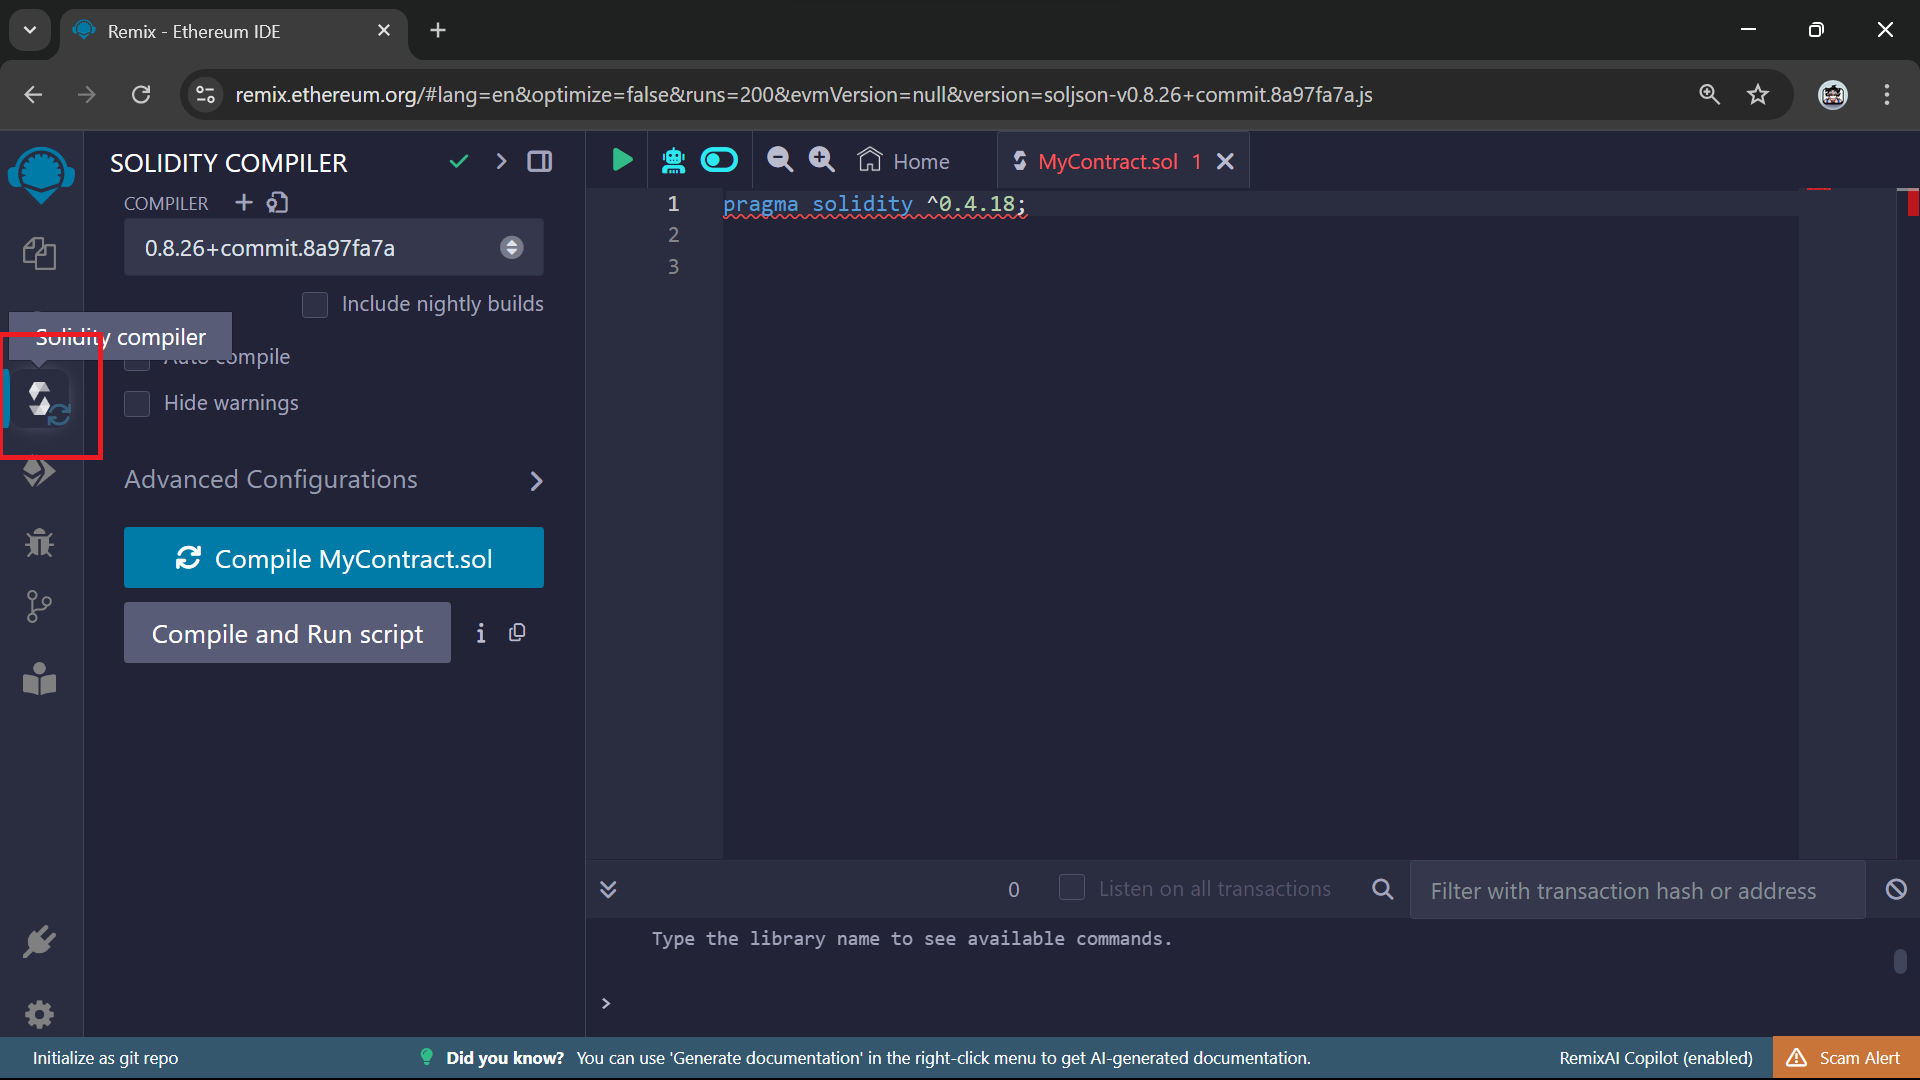 Remix - Ethereum IDE
remix.ethereum.org/#lang=en&optimize=false&runs=200&evmVersion=null&version=soljson-v0.8.26+commit.8a97fa7a.js
SOLIDITY COMPILER
COMPILER
0.8.26+commit.8a97fa7a
Include nightly builds
Solidity compiler
Auto compile
Hide warnings
Advanced Configurations
Compile MyContract.sol
Compile and Run script
i
Home
MyContract.sol 1
1 pragma solidity ^0.4.18;
2
3
0
Listen on all transactions
Filter with transaction hash or address
Type the library name to see available commands.
>
Initialize as git repo
Did you know? You can use 'Generate documentation' in the right-click menu to get AI-generated documentation.
RemixAI Copilot (enabled)
Scam Alert